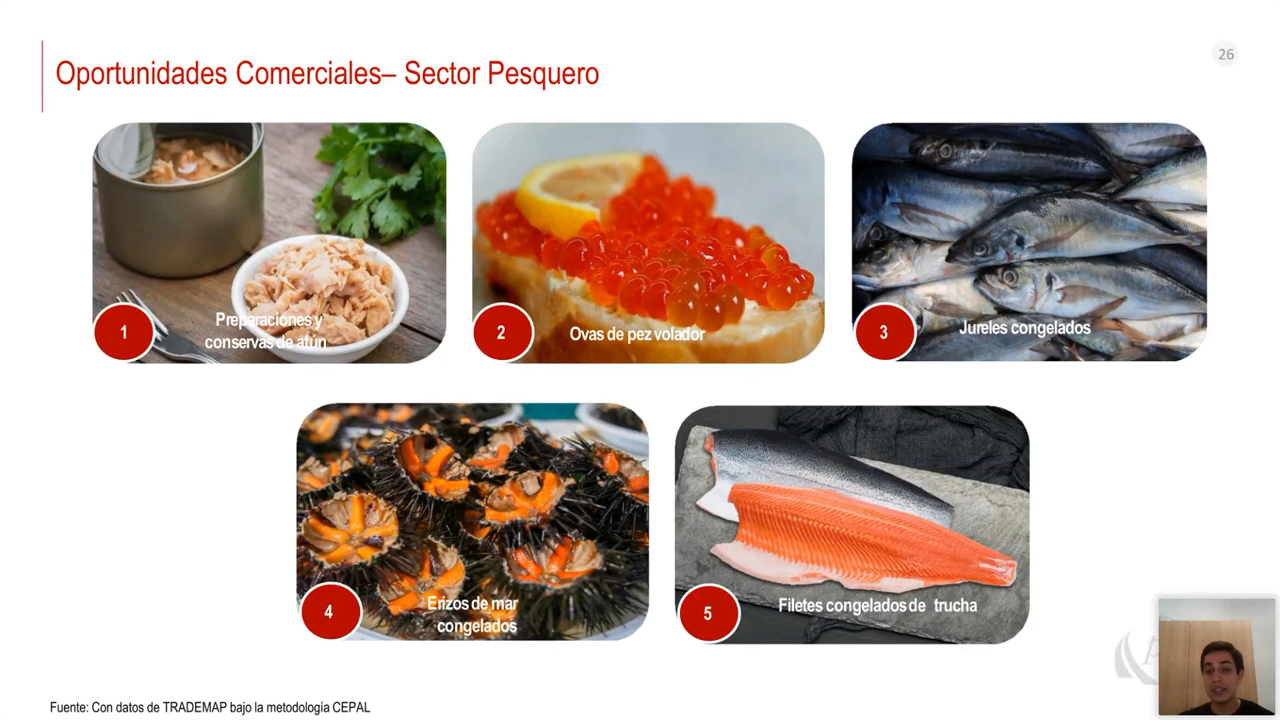 26
Oportunidades Comerciales– Sector Pesquero
1
Preparaciones y
conservas de atún
2
Ovas de pez volador
3
Jureles congelados
4
Erizos de mar
congelados
5
Filetes congelados de trucha
Fuente: Con datos de TRADEMAP bajo la metodología CEPAL